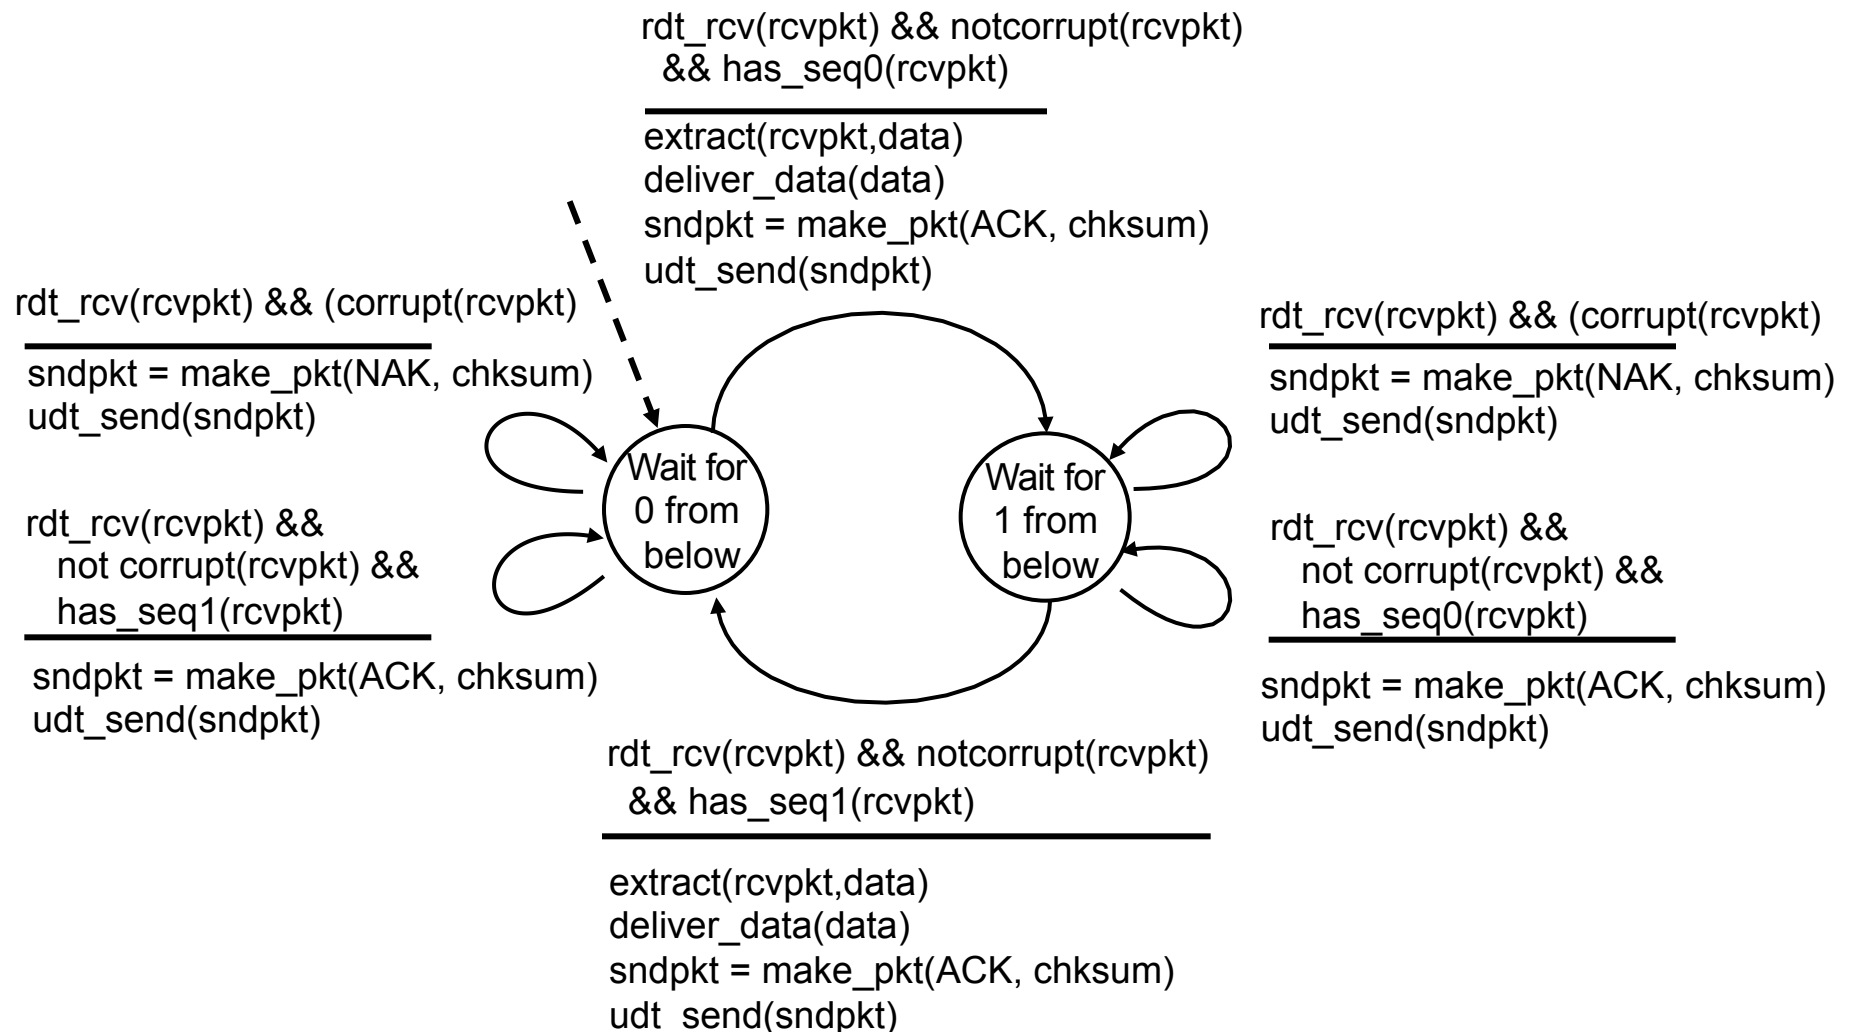 rdt_rcv(rcvpkt) && notcorrupt(rcvpkt)
&& has_seq0(rcvpkt)
extract(rcvpkt,data)
deliver_data(data)
sndpkt = make_pkt(ACK, chksum)
udt_send(sndpkt)
rdt_rcv(rcvpkt) && (corrupt(rcvpkt)
sndpkt = make_pkt(NAK, chksum)
udt_send(sndpkt)
rdt_rcv(rcvpkt) &&
not corrupt(rcvpkt) &&
has_seq1(rcvpkt)
sndpkt = make_pkt(ACK, chksum)
udt_send(sndpkt)
Wait for
0 from
below
Wait for
1 from
below
rdt_rcv(rcvpkt) && (corrupt(rcvpkt)
sndpkt = make_pkt(NAK, chksum)
udt_send(sndpkt)
rdt_rcv(rcvpkt) &&
not corrupt(rcvpkt) &&
has_seq0(rcvpkt)
sndpkt = make_pkt(ACK, chksum)
udt_send(sndpkt)
rdt_rcv(rcvpkt) && notcorrupt(rcvpkt)
&& has_seq1(rcvpkt)
extract(rcvpkt,data)
deliver_data(data)
sndpkt = make_pkt(ACK, chksum)
udt_send(sndpkt)